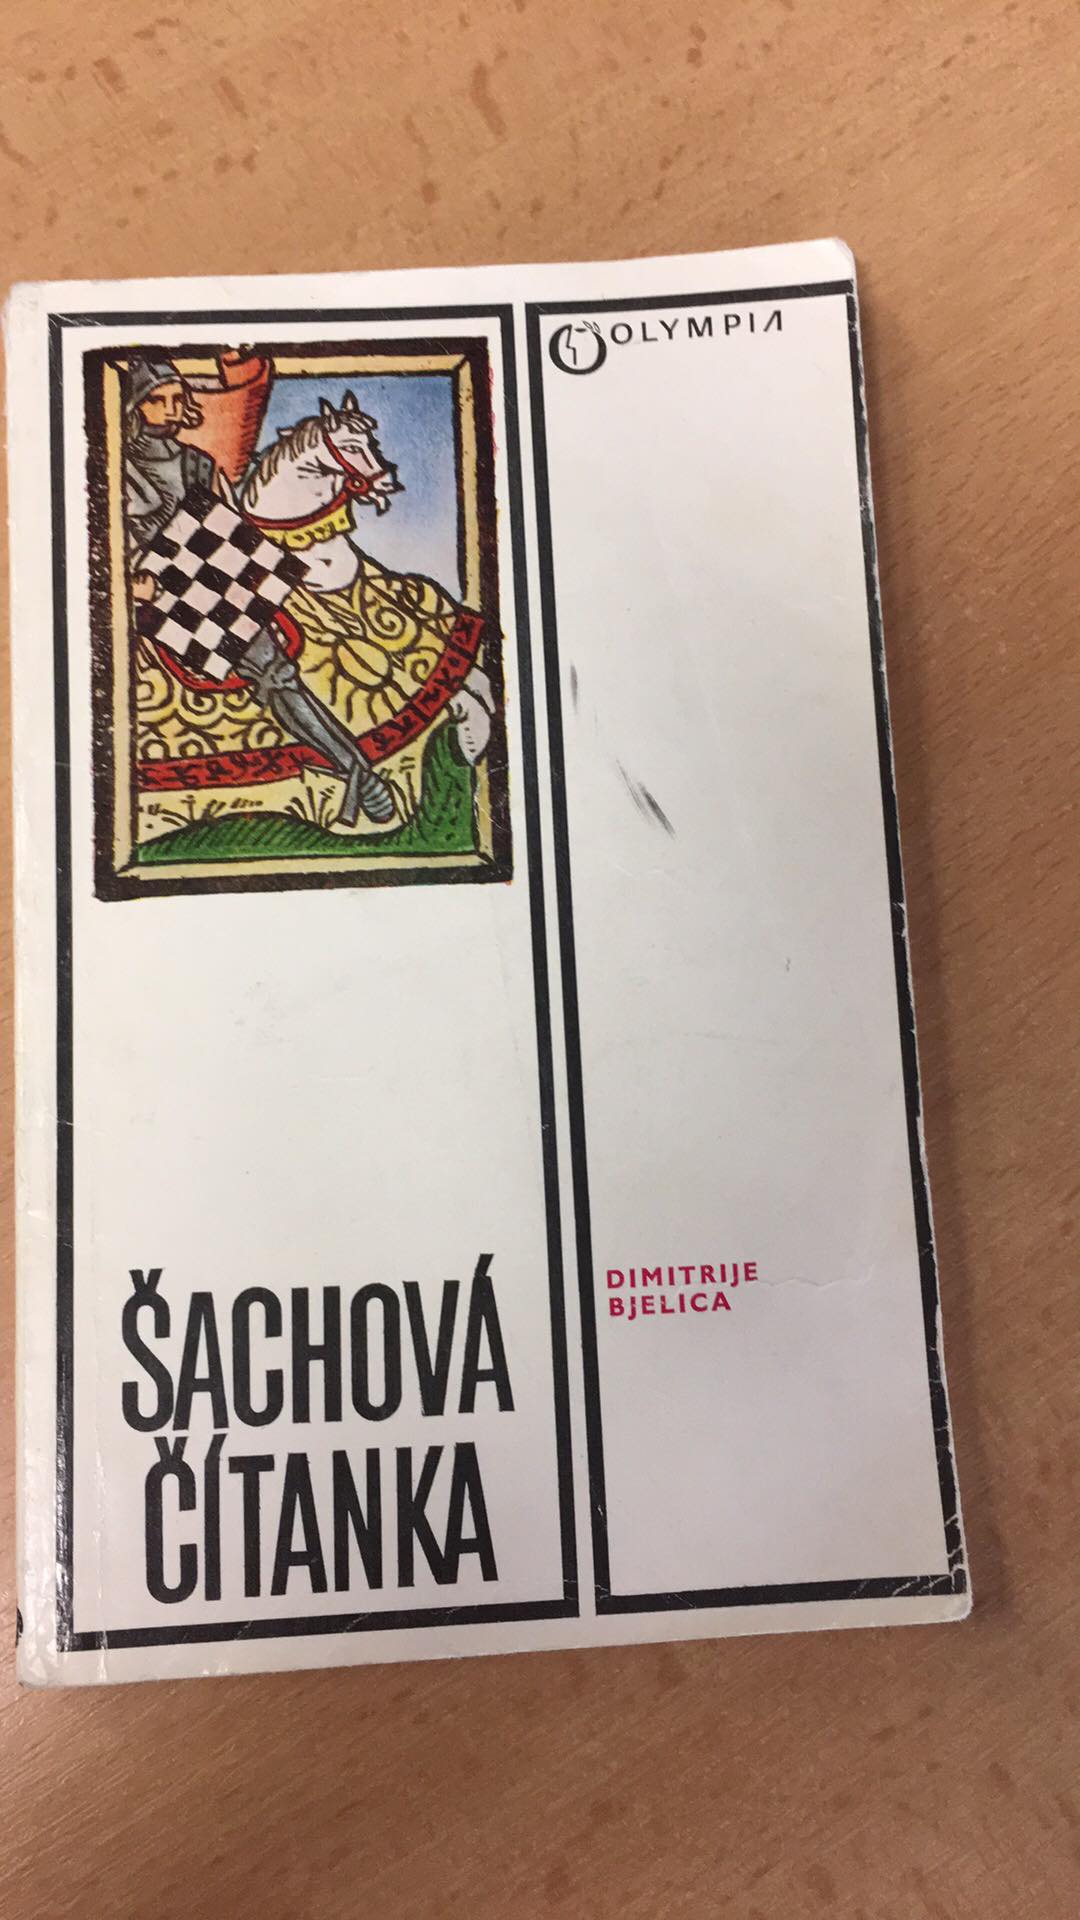 OLYMPIA
DIMITRIJE
BJELICA
ŠACHOVÁ
ČÍTANKA